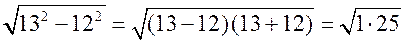 √(13² − 12²) = √((13 − 12)(13 + 12)) = √(1 · 25)